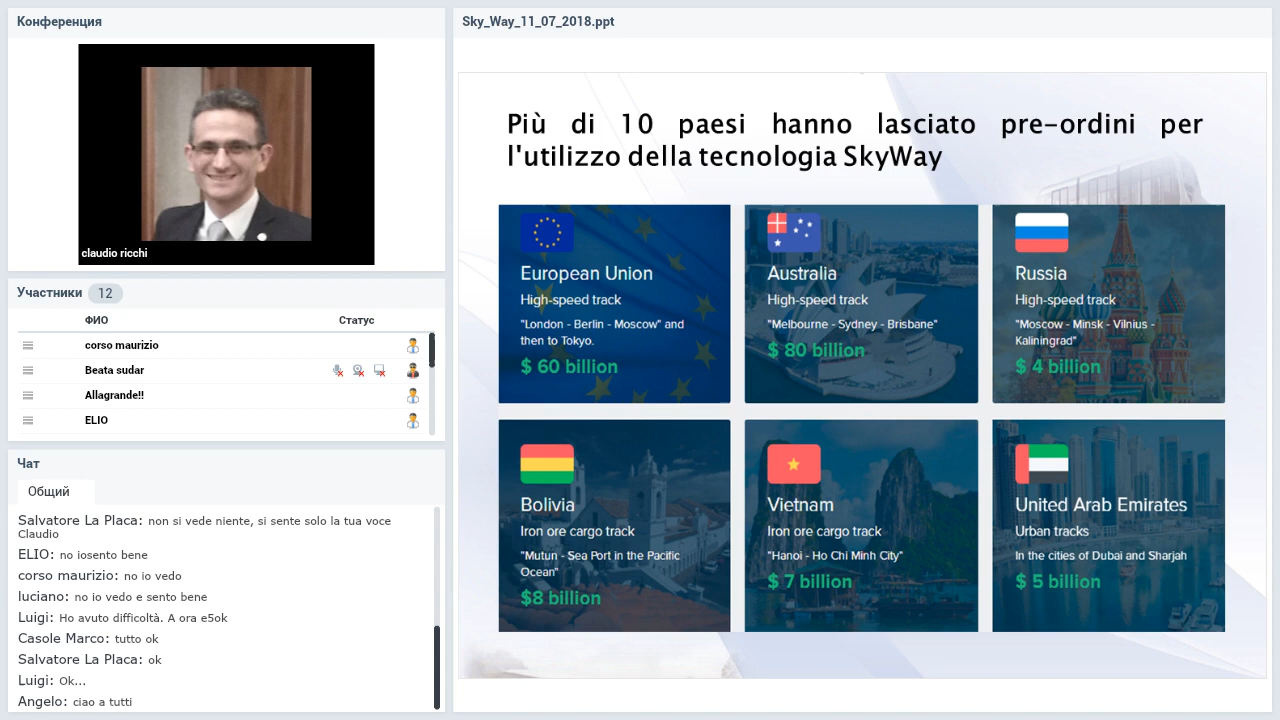 Конференция
claudio ricchi
Участники 12
ФИО Статус
corso maurizio
Beata sudar
Allagrande!!
ELIO
Чат
Общий
Salvatore La Placa: non si vede niente, si sente solo la tua voce
Claudio
ELIO: no iosento bene
corso maurizio: no io vedo
luciano: no io vedo e sento bene
Luigi: Ho avuto difficoltà. A ora e5ok
Casole Marco: tutto ok
Salvatore La Placa: ok
Luigi: Ok...
Angelo: ciao a tutti
Sky_Way_11_07_2018.ppt
Più di 10 paesi hanno lasciato pre-ordini per
l'utilizzo della tecnologia SkyWay
European Union
High-speed track
"London - Berlin - Moscow" and
then to Tokyo.
$ 60 billion
Australia
High-speed track
"Melbourne - Sydney - Brisbane"
$ 80 billion
Russia
High-speed track
"Moscow - Minsk - Vilnius -
Kaliningrad"
$ 4 billion
Bolivia
Iron ore cargo track
"Mutun - Sea Port in the Pacific
Ocean"
$8 billion
Vietnam
Iron ore cargo track
"Hanoi - Ho Chi Minh City"
$ 7 billion
United Arab Emirates
Urban tracks
In the cities of Dubai and Sharjah
$ 5 billion